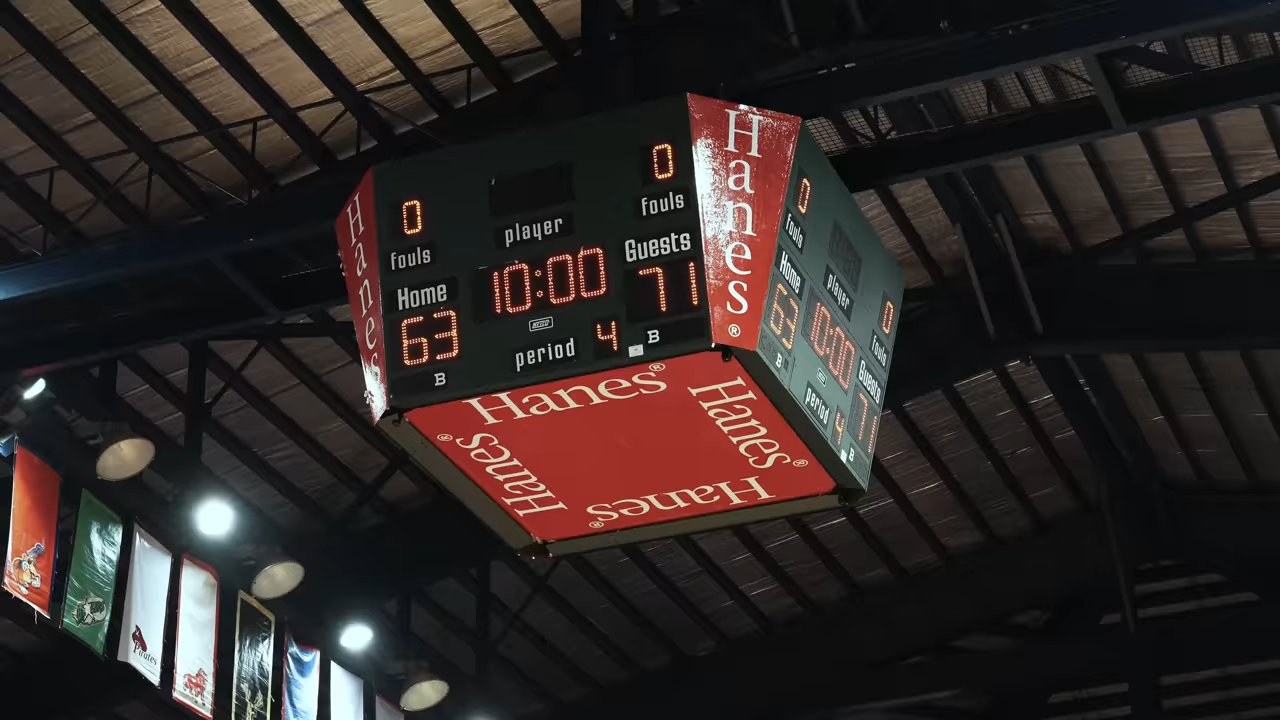 Hanes
0
player
0
fouls
fouls
Home
10:00
Guests
63
71
period
4
B
B
Hanes®
0
fouls
player
0
fouls
Home
10:00
Guests
63
71
period
4
B
B
Hanes®
Hanes®
Hanes®
Hanes®
Pirates